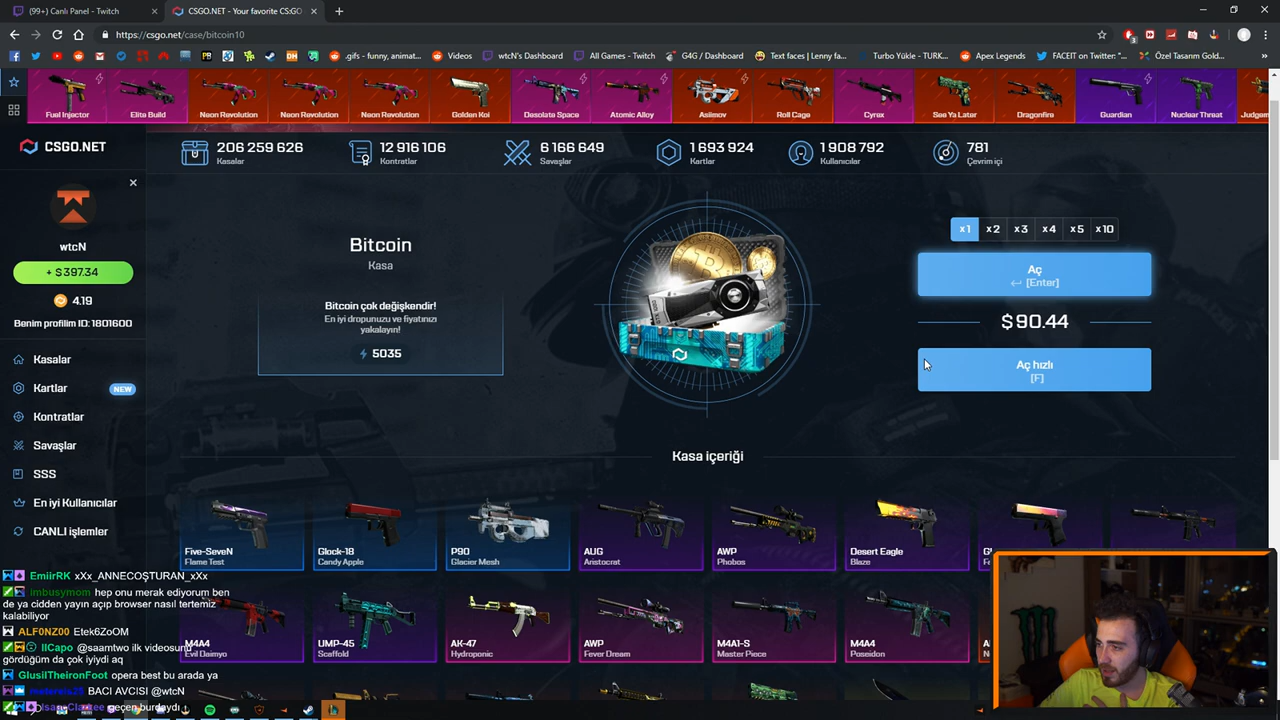 (99+) Canlı Panel - Twitch
CSGO.NET - Your favorite CS:GO
https://csgo.net/case/bitcoin10
.gifs - funny, animat...
Videos
wtcN's Dashboard
All Games - Twitch
G4G / Dashboard
Text faces | Lenny fa...
Turbo Yükle - TURK...
Apex Legends
FACEIT on Twitter: "...
Özel Tasarım Gold...
Fuel Injector
Elite Build
Neon Revolution
Neon Revolution
Neon Revolution
Golden Koi
Desolate Space
Atomic Alloy
Asiimov
Roll Cage
Cyrex
See Ya Later
Dragonfire
Guardian
Nuclear Threat
CSGO.NET
206 259 626
Kasalar
12 916 106
Kontratlar
6 166 649
Savaşlar
1 693 924
Kartlar
1 908 792
Kullanıcılar
781
Çevrim içi
wtcN
+ $397.34
4.19
Benim profilim ID: 1801600
Kasalar
Kartlar
NEW
Kontratlar
Savaşlar
SSS
En iyi Kullanıcılar
CANLI işlemler
Bitcoin
Kasa
Bitcoin çok değişkendir!
En iyi dropunuzu ve fiyatınızı
yakalayın!
5035
x1
x2
x3
x4
x5
x10
Aç
[Enter]
$90.44
Aç hızlı
[F]
Kasa içeriği
Five-SeveN
Flame Test
Glock-18
Candy Apple
P90
Glacier Mesh
AUG
Aristocrat
AWP
Phobos
Desert Eagle
Blaze
M4A4
Evil Daimyo
UMP-45
Scaffold
AK-47
Hydroponic
AWP
Fever Dream
M4A1-S
Master Piece
M4A4
Poseidon
EmiirRK xXx_ANNECOŞTURAN_xXx
imbusymom hep onu merak ediyorum ben
de ya cidden yayın açıp browser nasıl tertemiz
kalabiliyor
ALF0NZ00 Etek6ZoOM
IlCapo @saamtwo ilk videosunu
gördüğüm da çok iyiydi aq
GlusilTheironFoot opera best bu arada ya
BACI AVCISI @wtcN
geçen burdaydı